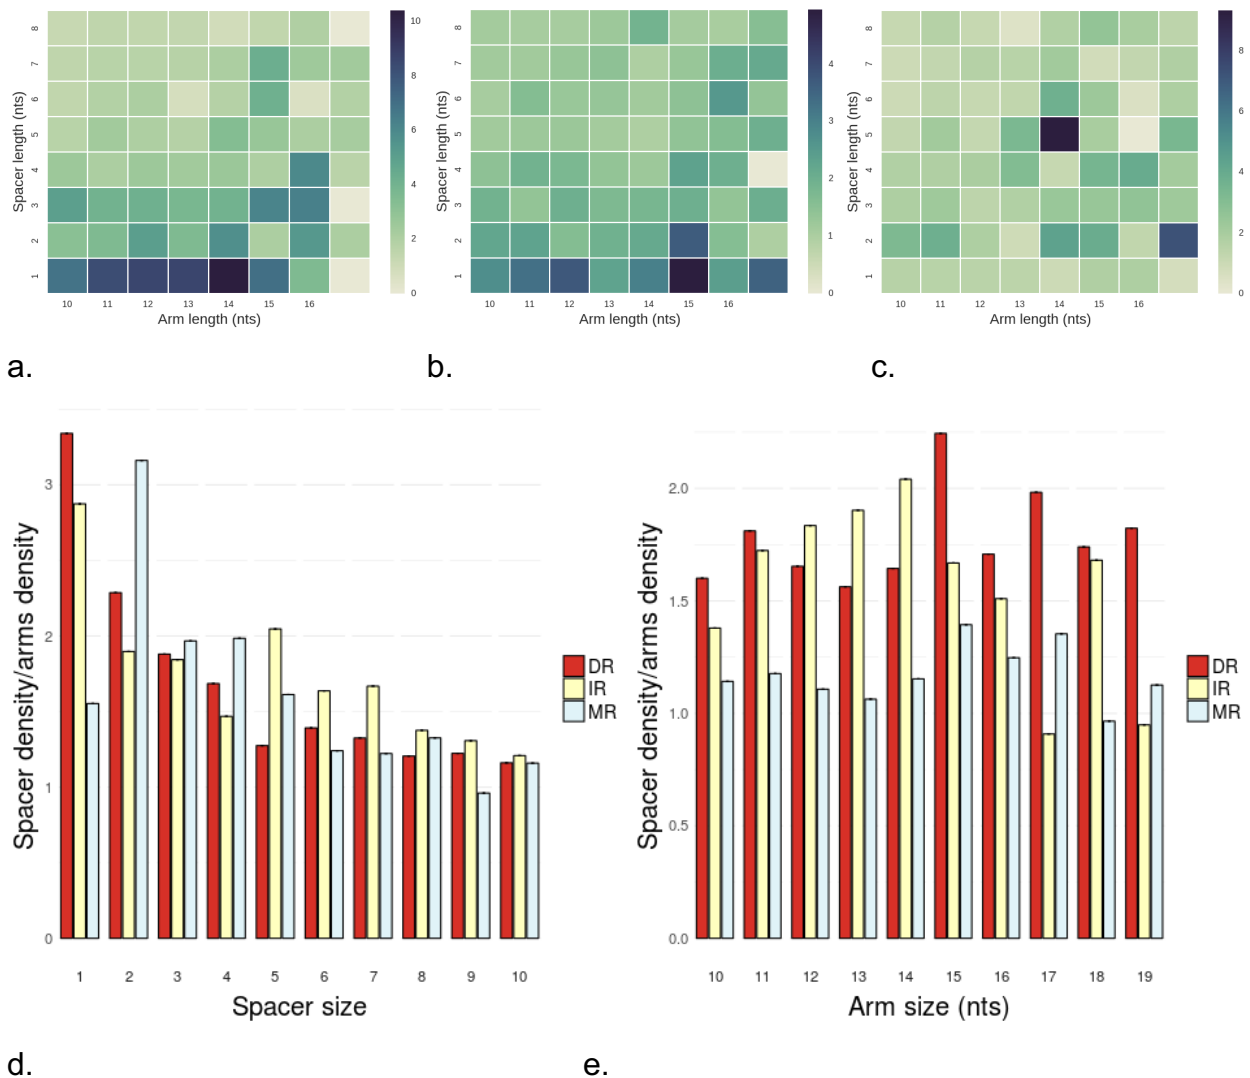 8
7
6
5
4
3
2
1
Spacer length (nts)
10 11 12 13 14 15 16
Arm length (nts)
10
8
6
4
2
0
8
7
6
5
4
3
2
1
Spacer length (nts)
10 11 12 13 14 15 16
Arm length (nts)
4
3
2
1
0
8
7
6
5
4
3
2
1
Spacer length (nts)
10 11 12 13 14 15 16
Arm length (nts)
8
6
4
2
0
a.
b.
c.
Spacer density/arms density
3
2
1
0
1 2 3 4 5 6 7 8 9 10
Spacer size
DR
IR
MR
Spacer density/arms density
2.0
1.5
1.0
0.5
0.0
10 11 12 13 14 15 16 17 18 19
Arm size (nts)
DR
IR
MR
d.
e.